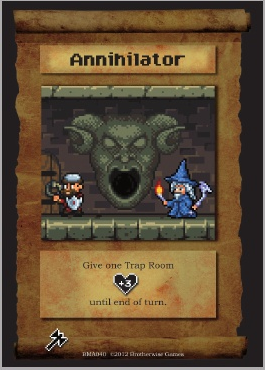 Annihilator
Give one Trap Room
+3
until end of turn.
BMA040 ©2012 Brotherwise Games